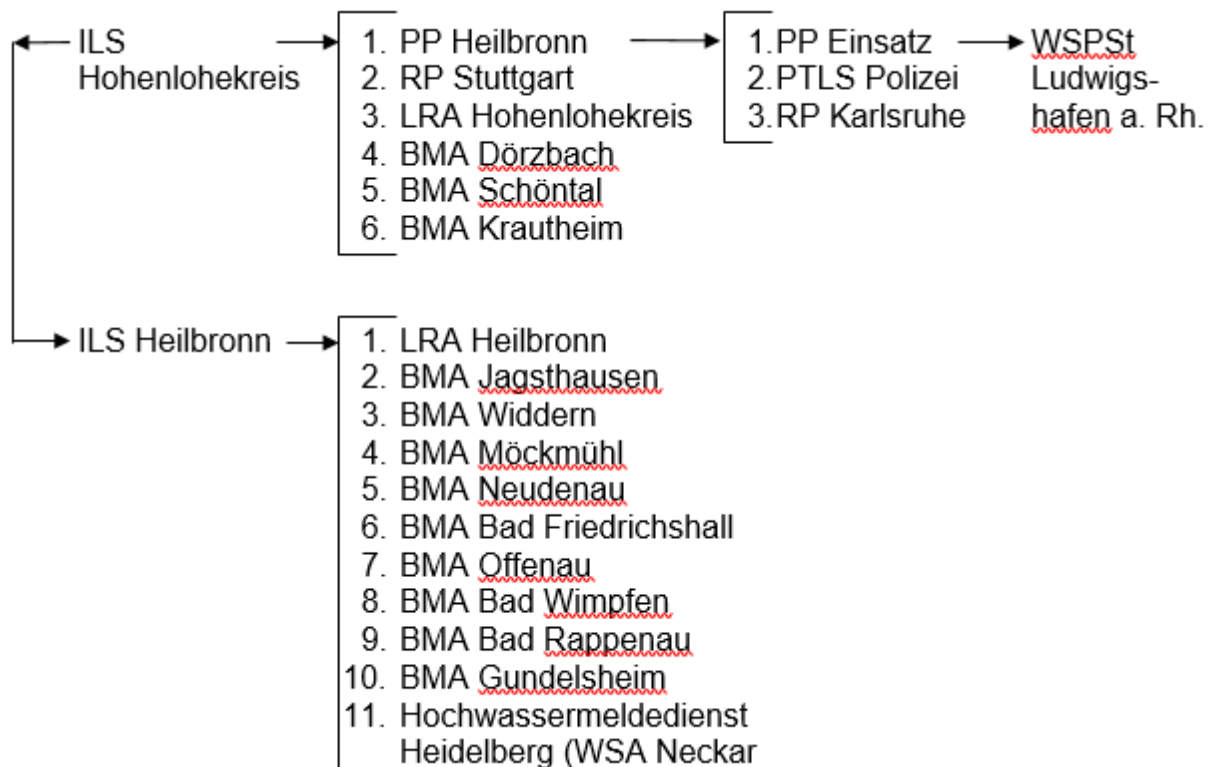 ILS
Hohenlohekreis
1. PP Heilbronn
2. RP Stuttgart
3. LRA Hohenlohekreis
4. BMA Dörzbach
5. BMA Schöntal
6. BMA Krautheim
1. PP Einsatz
2. PTLS Polizei
3. RP Karlsruhe
WSPSt
Ludwigs-
hafen a. Rh.
ILS Heilbronn
1. LRA Heilbronn
2. BMA Jagsthausen
3. BMA Widdern
4. BMA Möckmühl
5. BMA Neudenau
6. BMA Bad Friedrichshall
7. BMA Offenau
8. BMA Bad Wimpfen
9. BMA Bad Rappenau
10. BMA Gundelsheim
11. Hochwassermeldedienst
Heidelberg (WSA Neckar